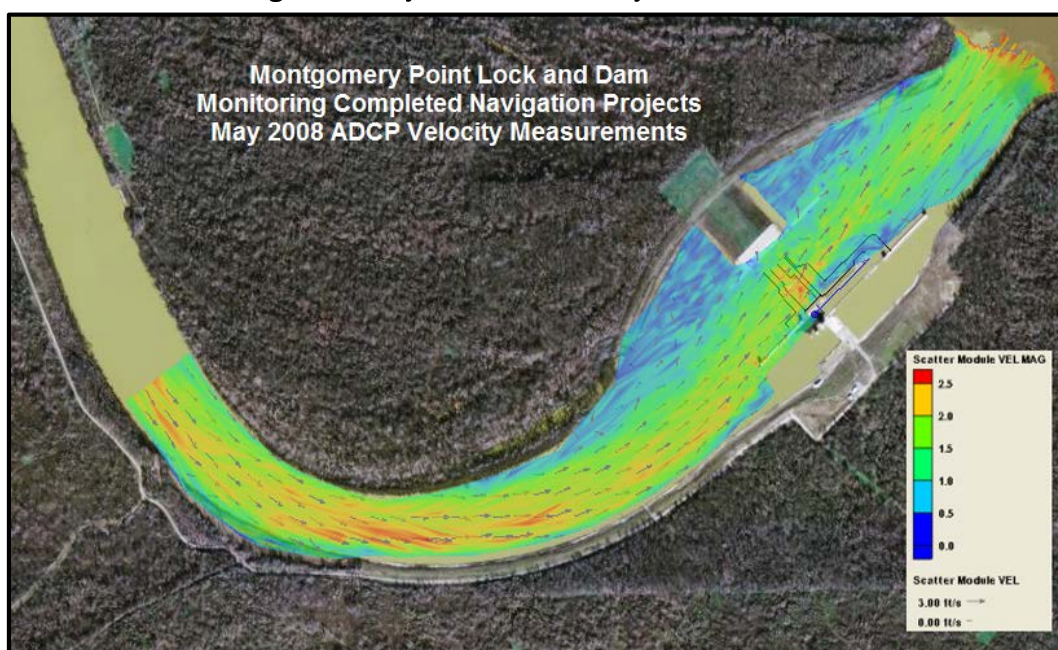 Montgomery Point Lock and Dam
Monitoring Completed Navigation Projects
May 2008 ADCP Velocity Measurements
Scatter Module VEL MAG
2.5
2.0
1.5
1.0
0.5
0.0
Scatter Module VEL
3.00 ft/s
0.00 ft/s